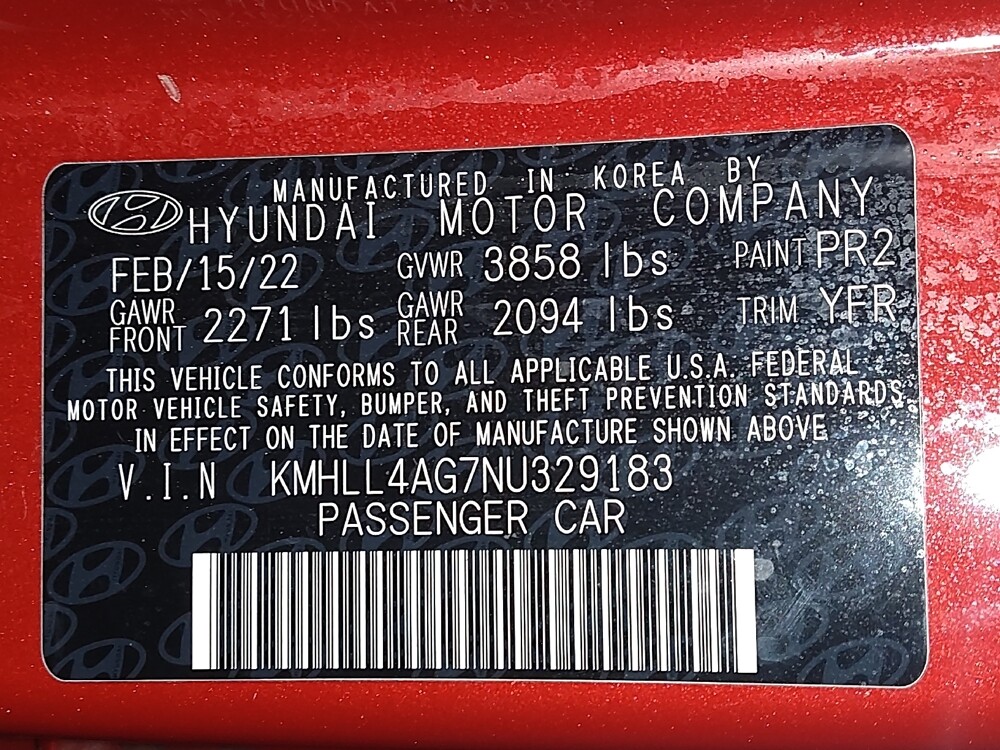 MANUFACTURED IN KOREA BY
HYUNDAI MOTOR COMPANY
FEB/15/22 GVWR 3858 lbs PAINT PR2
GAWR FRONT 2271 lbs GAWR REAR 2094 lbs TRIM YFR
THIS VEHICLE CONFORMS TO ALL APPLICABLE U.S.A. FEDERAL
MOTOR VEHICLE SAFETY, BUMPER, AND THEFT PREVENTION STANDARDS
IN EFFECT ON THE DATE OF MANUFACTURE SHOWN ABOVE
V.I.N KMHLL4AG7NU329183
PASSENGER CAR